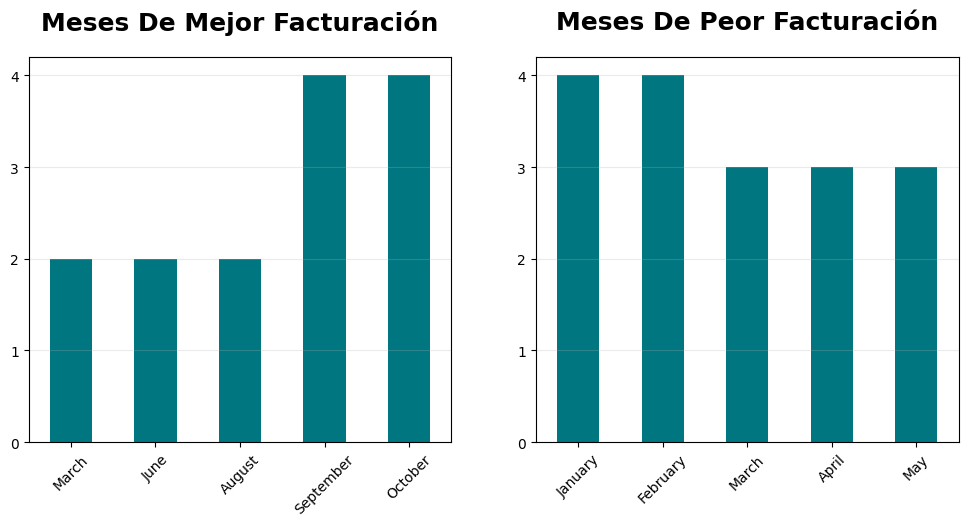 Meses De Mejor Facturación
4
3
2
1
0
March
June
August
September
October
Meses De Peor Facturación
4
3
2
1
0
January
February
March
April
May